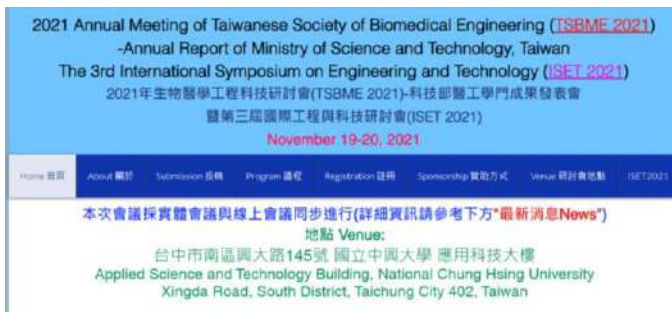 2021 Annual Meeting of Taiwanese Society of Biomedical Engineering (TSBME 2021)
-Annual Report of Ministry of Science and Technology, Taiwan
The 3rd International Symposium on Engineering and Technology (ISET 2021)
2021年生物醫學工程科技研討會(TSBME 2021)-科技部醫工學門成果發表會
暨第三屆國際工程與科技研討會(ISET 2021)
November 19-20, 2021
Home 首頁 About 關於 Submission 投稿 Program 議程 Registration 註冊 Sponsorship 贊助方式 Venue 研討會地點 ISET2021
本次會議採實體會議與線上會議同步進行(詳細資訊請參考下方"最新消息News")
地點 Venue:
台中市南區興大路145號 國立中興大學 應用科技大樓
Applied Science and Technology Building, National Chung Hsing University
Xingda Road, South District, Taichung City 402, Taiwan